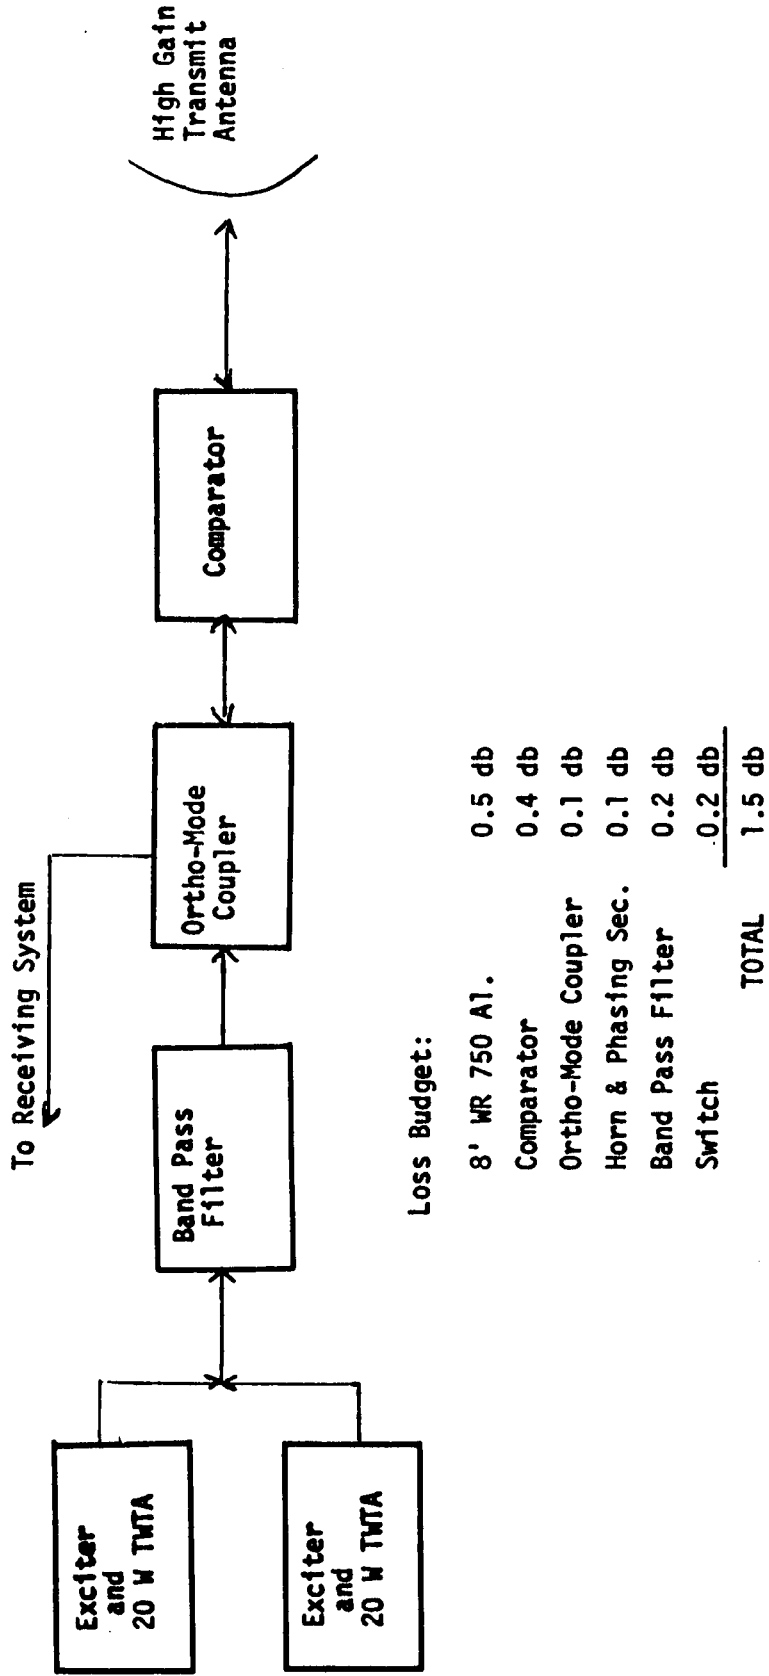 Exciter
and
20 W TWTA
Exciter
and
20 W TWTA
Band Pass
Filter
To Receiving System
Ortho-Mode
Coupler
Comparator
High Gain
Transmit
Antenna
Loss Budget:
8' WR 750 Al. 0.5 db
Comparator 0.4 db
Ortho-Mode Coupler 0.1 db
Horn & Phasing Sec. 0.1 db
Band Pass Filter 0.2 db
Switch 0.2 db
TOTAL 1.5 db